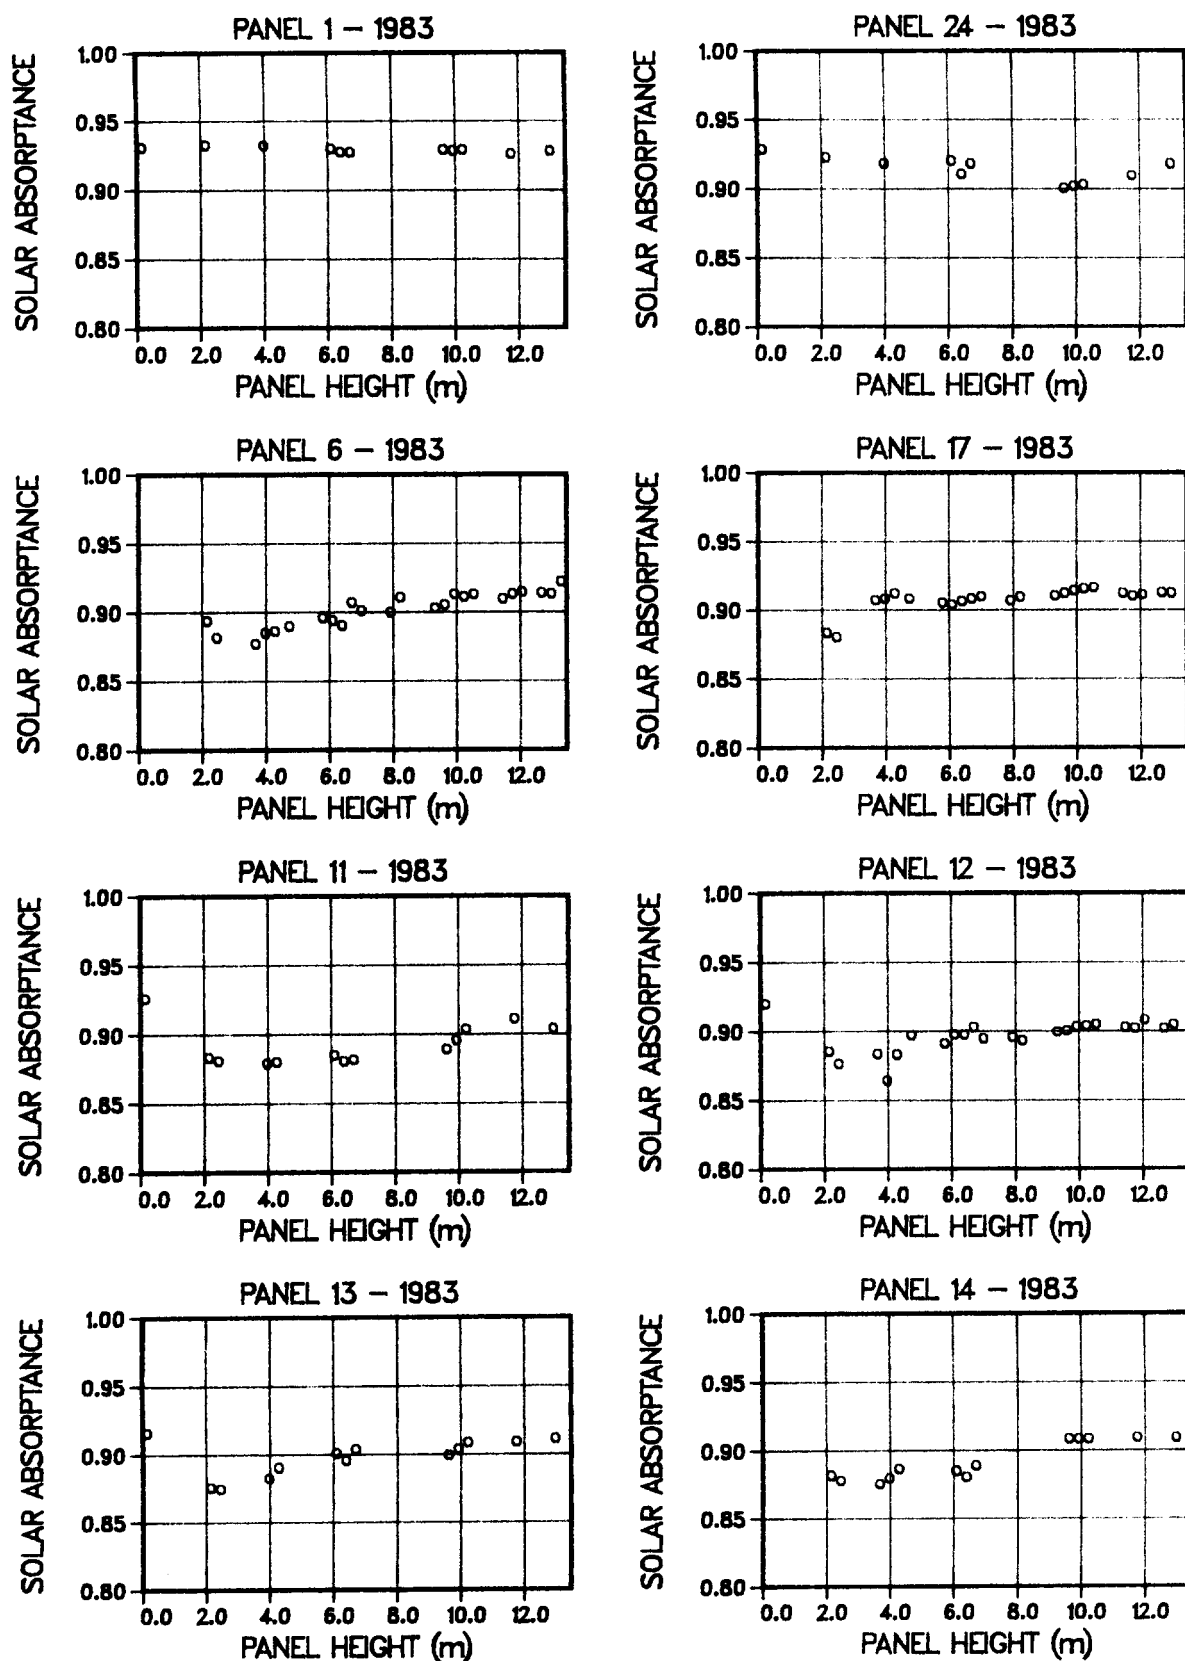 PANEL 1 – 1983
SOLAR ABSORPTANCE
1.00
0.95
0.90
0.85
0.80
0.0 2.0 4.0 6.0 8.0 10.0 12.0
PANEL HEIGHT (m)
PANEL 24 – 1983
SOLAR ABSORPTANCE
1.00
0.95
0.90
0.85
0.80
0.0 2.0 4.0 6.0 8.0 10.0 12.0
PANEL HEIGHT (m)
PANEL 6 – 1983
SOLAR ABSORPTANCE
1.00
0.95
0.90
0.85
0.80
0.0 2.0 4.0 6.0 8.0 10.0 12.0
PANEL HEIGHT (m)
PANEL 17 – 1983
SOLAR ABSORPTANCE
1.00
0.95
0.90
0.85
0.80
0.0 2.0 4.0 6.0 8.0 10.0 12.0
PANEL HEIGHT (m)
PANEL 11 – 1983
SOLAR ABSORPTANCE
1.00
0.95
0.90
0.85
0.80
0.0 2.0 4.0 6.0 8.0 10.0 12.0
PANEL HEIGHT (m)
PANEL 12 – 1983
SOLAR ABSORPTANCE
1.00
0.95
0.90
0.85
0.80
0.0 2.0 4.0 6.0 8.0 10.0 12.0
PANEL HEIGHT (m)
PANEL 13 – 1983
SOLAR ABSORPTANCE
1.00
0.95
0.90
0.85
0.80
0.0 2.0 4.0 6.0 8.0 10.0 12.0
PANEL HEIGHT (m)
PANEL 14 – 1983
SOLAR ABSORPTANCE
1.00
0.95
0.90
0.85
0.80
0.0 2.0 4.0 6.0 8.0 10.0 12.0
PANEL HEIGHT (m)